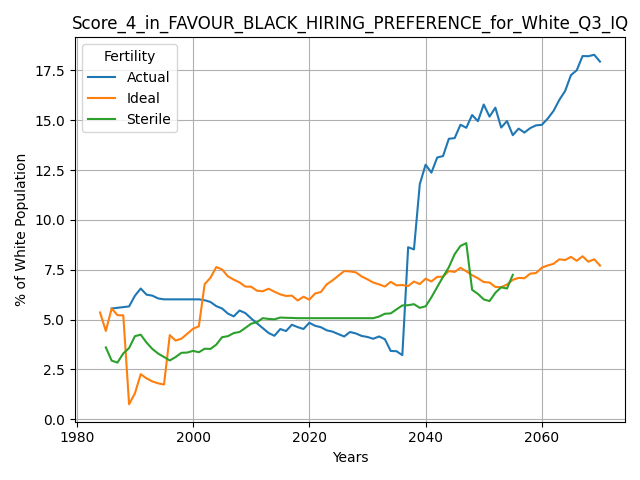 Score_4_in_FAVOUR_BLACK_HIRING_PREFERENCE_for_White_Q3_IQ
Fertility
Actual
Ideal
Sterile
% of White Population
17.5
15.0
12.5
10.0
7.5
5.0
2.5
0.0
1980 2000 2020 2040 2060
Years